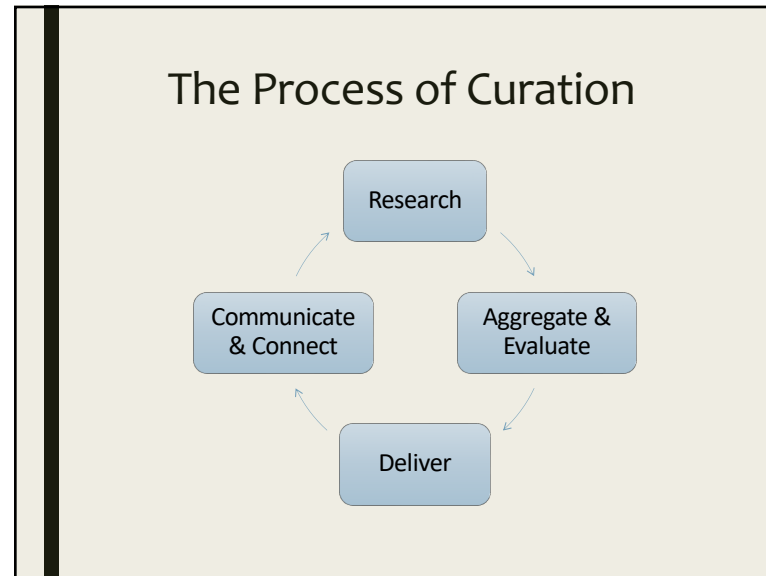 The Process of Curation
Research
Aggregate &
Evaluate
Deliver
Communicate
& Connect